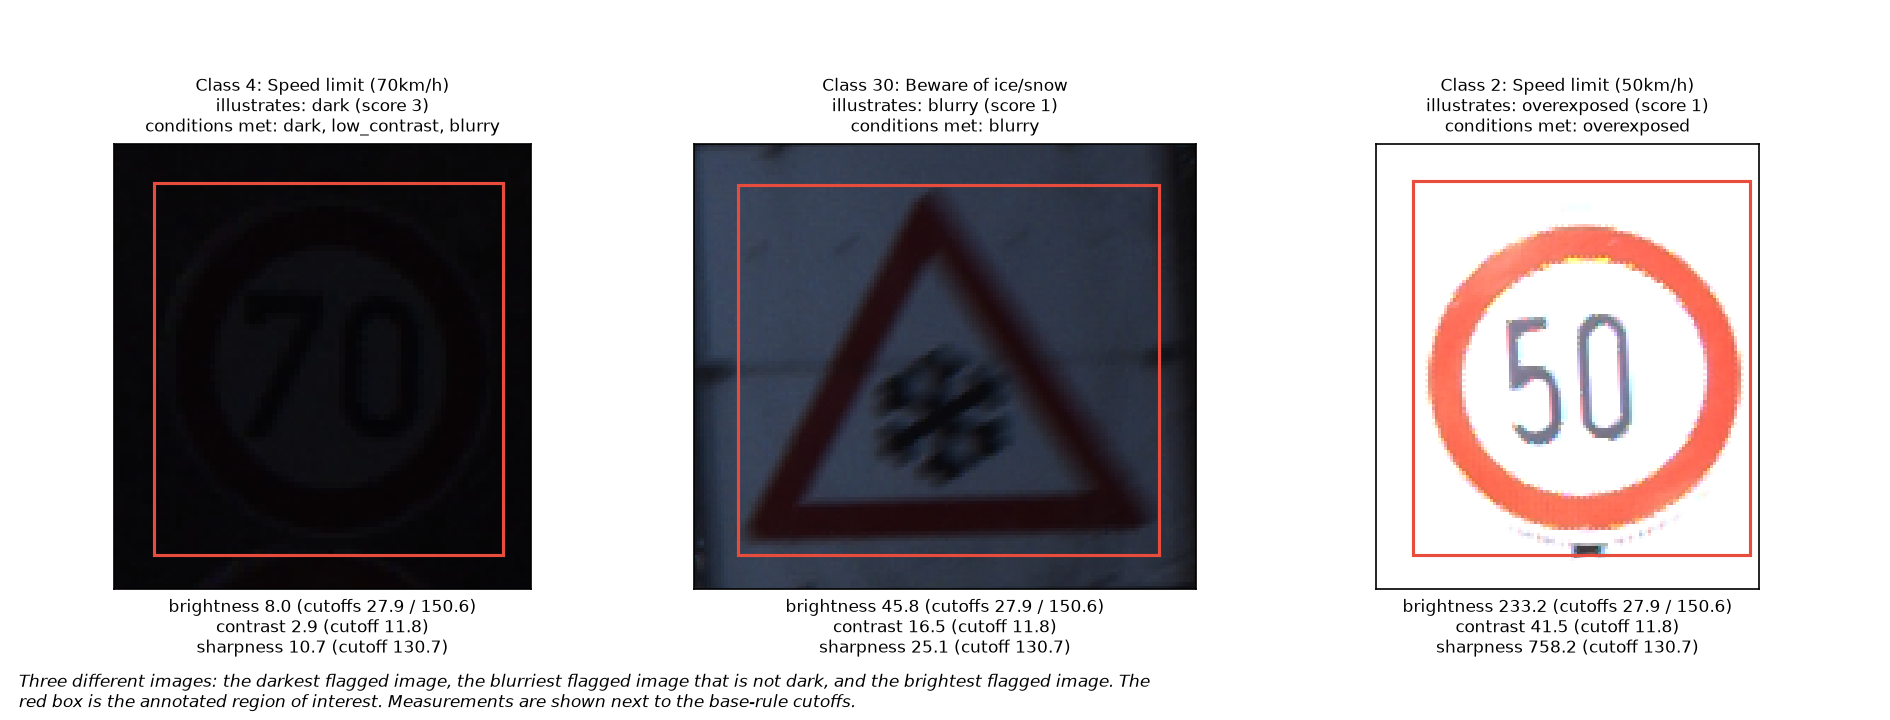 Class 4: Speed limit (70km/h)
illustrates: dark (score 3)
conditions met: dark, low_contrast, blurry
70
brightness 8.0 (cutoffs 27.9 / 150.6)
contrast 2.9 (cutoff 11.8)
sharpness 10.7 (cutoff 130.7)
Class 30: Beware of ice/snow
illustrates: blurry (score 1)
conditions met: blurry
brightness 45.8 (cutoffs 27.9 / 150.6)
contrast 16.5 (cutoff 11.8)
sharpness 25.1 (cutoff 130.7)
Class 2: Speed limit (50km/h)
illustrates: overexposed (score 1)
conditions met: overexposed
50
brightness 233.2 (cutoffs 27.9 / 150.6)
contrast 41.5 (cutoff 11.8)
sharpness 758.2 (cutoff 130.7)
Three different images: the darkest flagged image, the blurriest flagged image that is not dark, and the brightest flagged image. The
red box is the annotated region of interest. Measurements are shown next to the base-rule cutoffs.